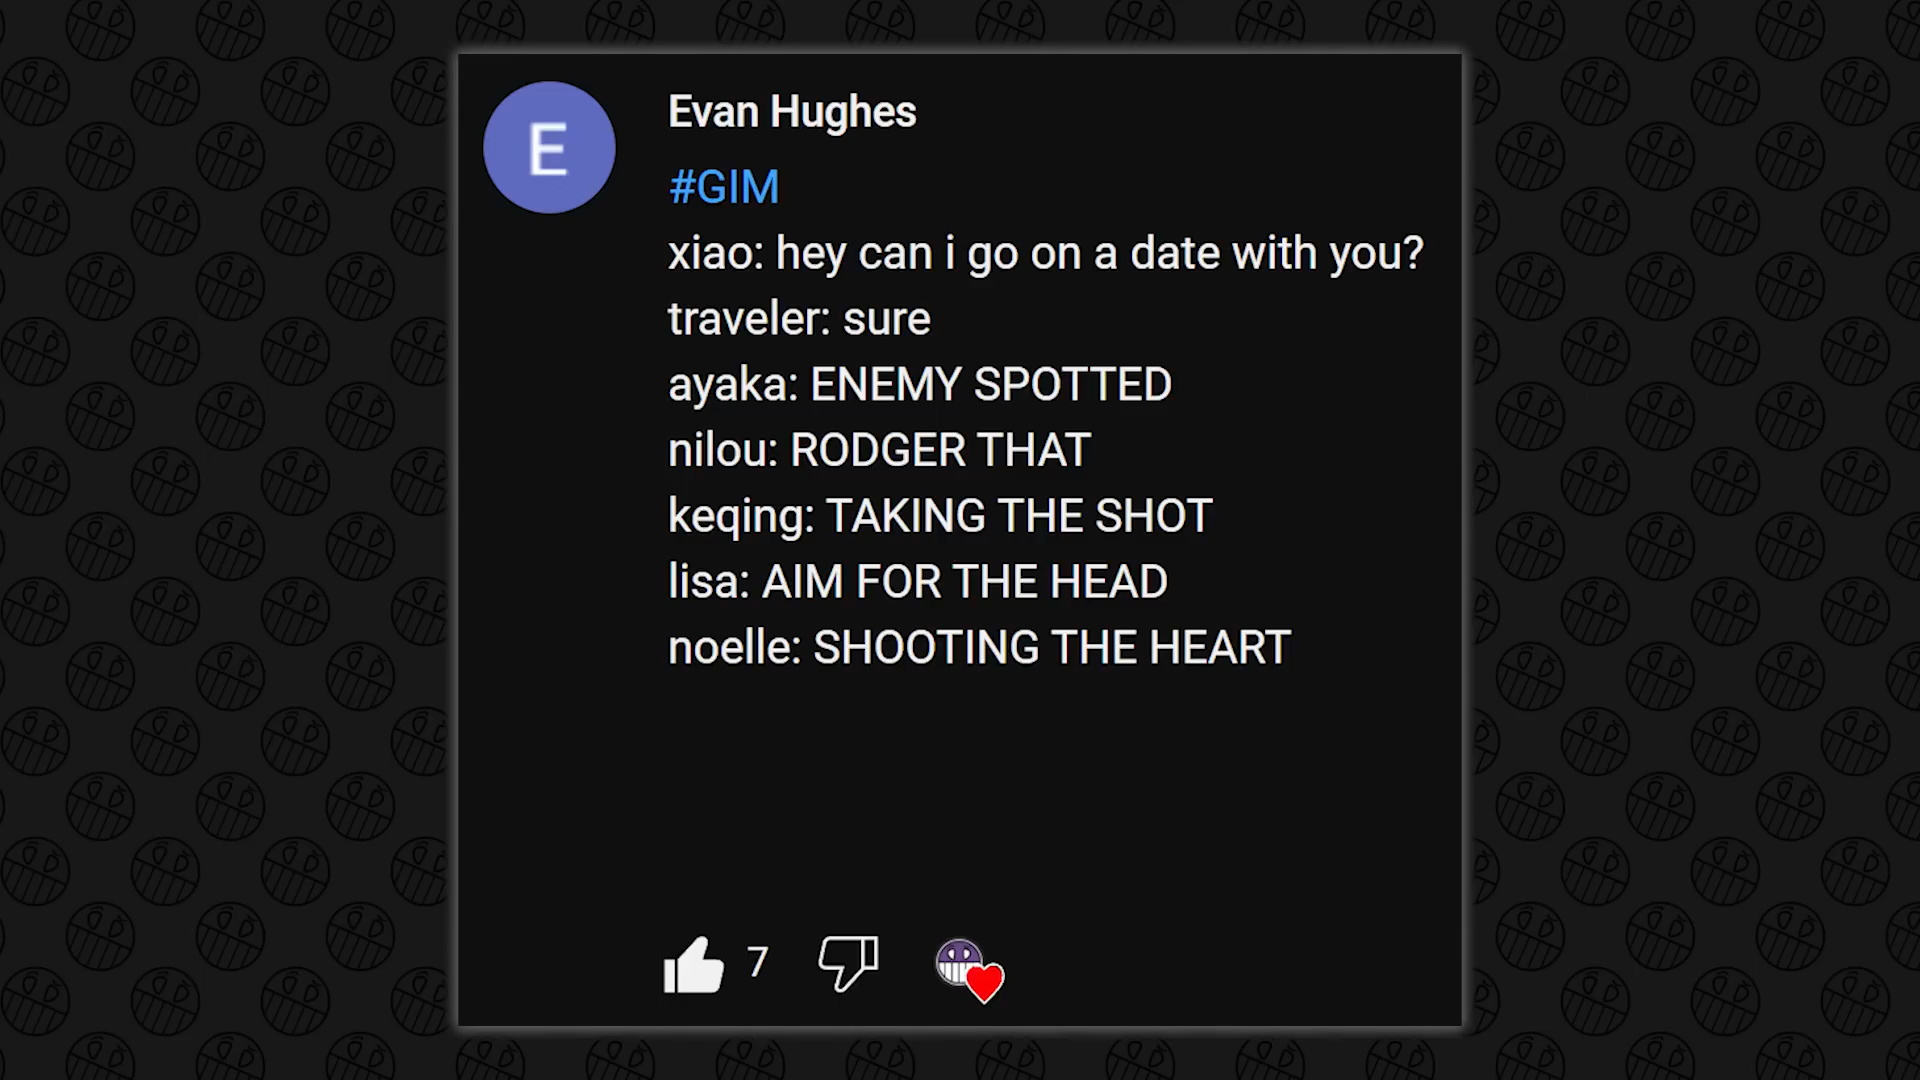 E
Evan Hughes
#GIM
xiao: hey can i go on a date with you?
traveler: sure
ayaka: ENEMY SPOTTED
nilou: RODGER THAT
keqing: TAKING THE SHOT
lisa: AIM FOR THE HEAD
noelle: SHOOTING THE HEART
7